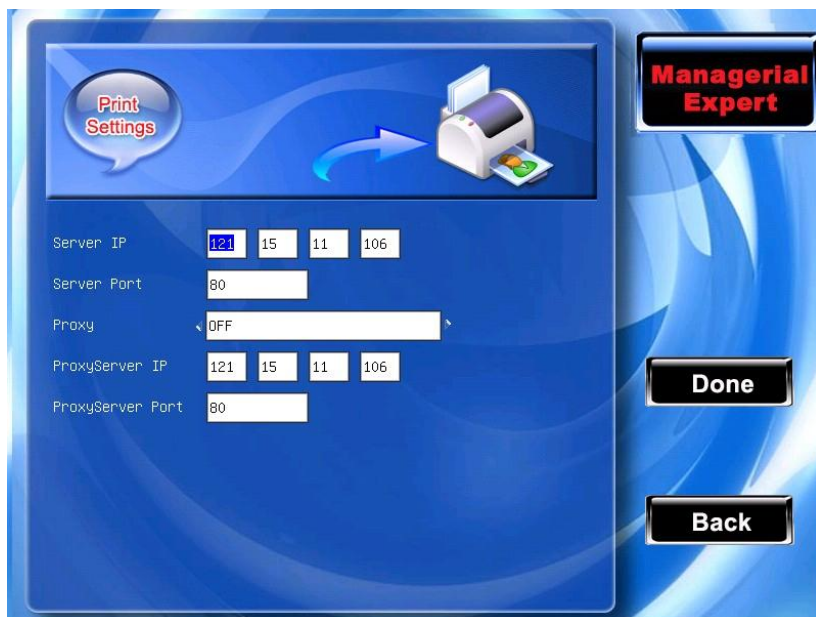 Print
Settings
Managerial
Expert
Server IP 121 15 11 106
Server Port 80
Proxy OFF
ProxyServer IP 121 15 11 106
ProxyServer Port 80
Done
Back